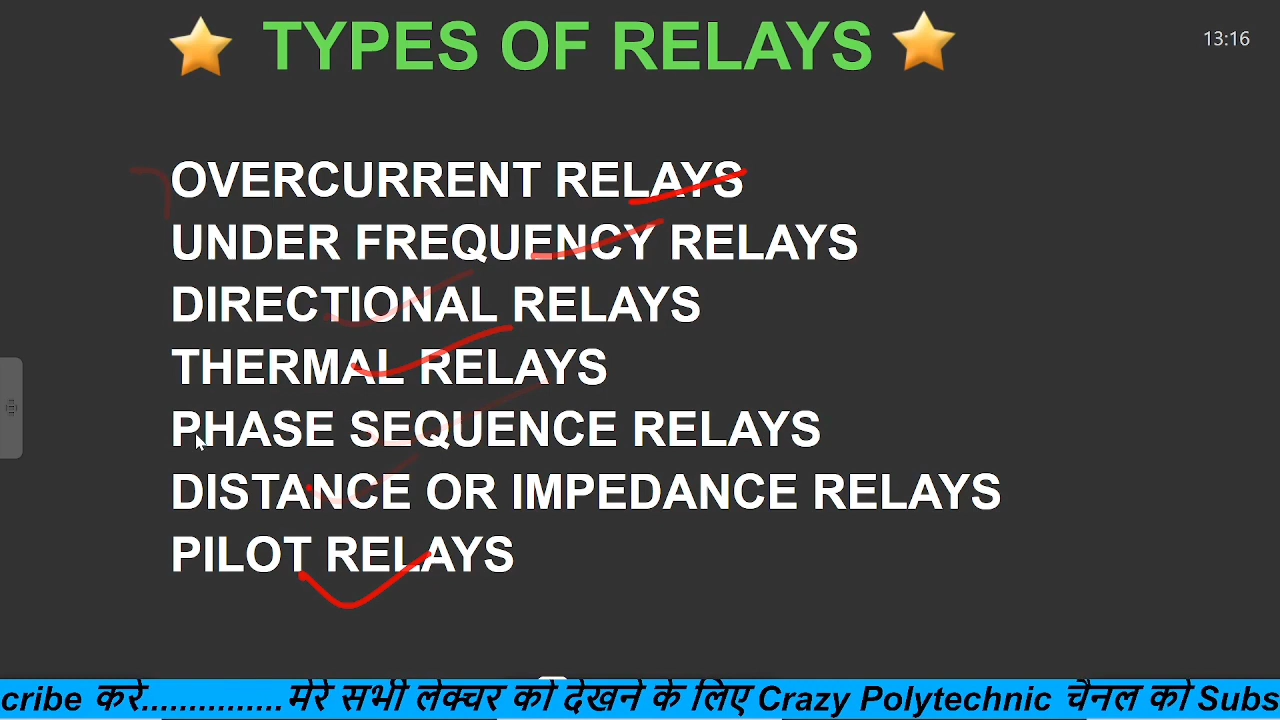 TYPES OF RELAYS
13:16
OVERCURRENT RELAYS
UNDER FREQUENCY RELAYS
DIRECTIONAL RELAYS
THERMAL RELAYS
PHASE SEQUENCE RELAYS
DISTANCE OR IMPEDANCE RELAYS
PILOT RELAYS
cribe करे...............मेरे सभी लेक्चर को देखने के लिए Crazy Polytechnic चैनल को Subs